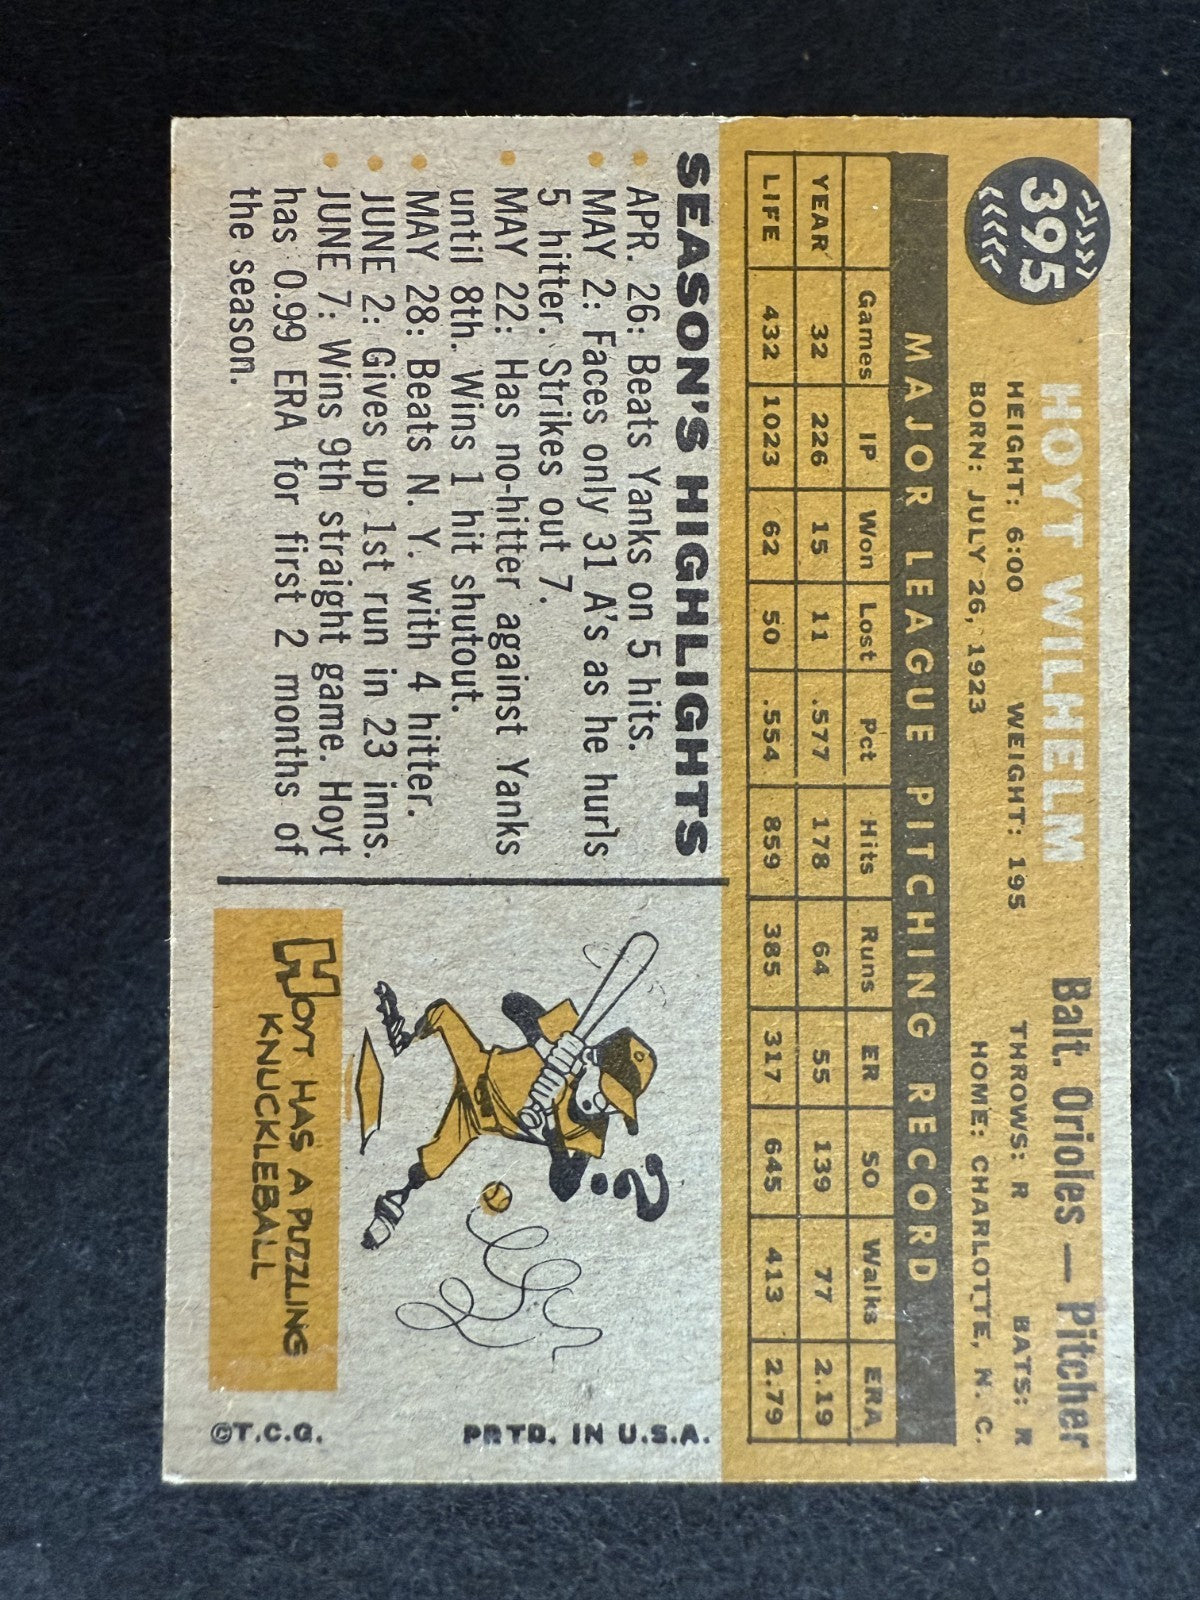 395
HOYT WILHELM
Balt. Orioles — Pitcher
HEIGHT: 6:00 WEIGHT: 195 THROWS: R BATS: R
BORN: JULY 26, 1923 HOME: CHARLOTTE, N. C.
MAJOR LEAGUE PITCHING RECORD
Games IP Won Lost Pct Hits Runs ER SO Walks ERA
YEAR 32 226 15 11 .577 178 64 55 139 77 2.19
LIFE 432 1023 62 50 .554 859 385 317 645 413 2.79
SEASON'S HIGHLIGHTS
• APR. 26: Beats Yanks on 5 hits.
• MAY 2: Faces only 31 A's as he hurls
5 hitter. Strikes out 7.
• MAY 22: Has no-hitter against Yanks
until 8th. Wins 1 hit shutout.
• MAY 28: Beats N. Y. with 4 hitter.
• JUNE 2: Gives up 1st run in 23 inns.
• JUNE 7: Wins 9th straight game. Hoyt
has 0.99 ERA for first 2 months of
the season.
?
HOYT HAS A PUZZLING
KNUCKLEBALL
PRTD. IN U.S.A.
©T.C.G.